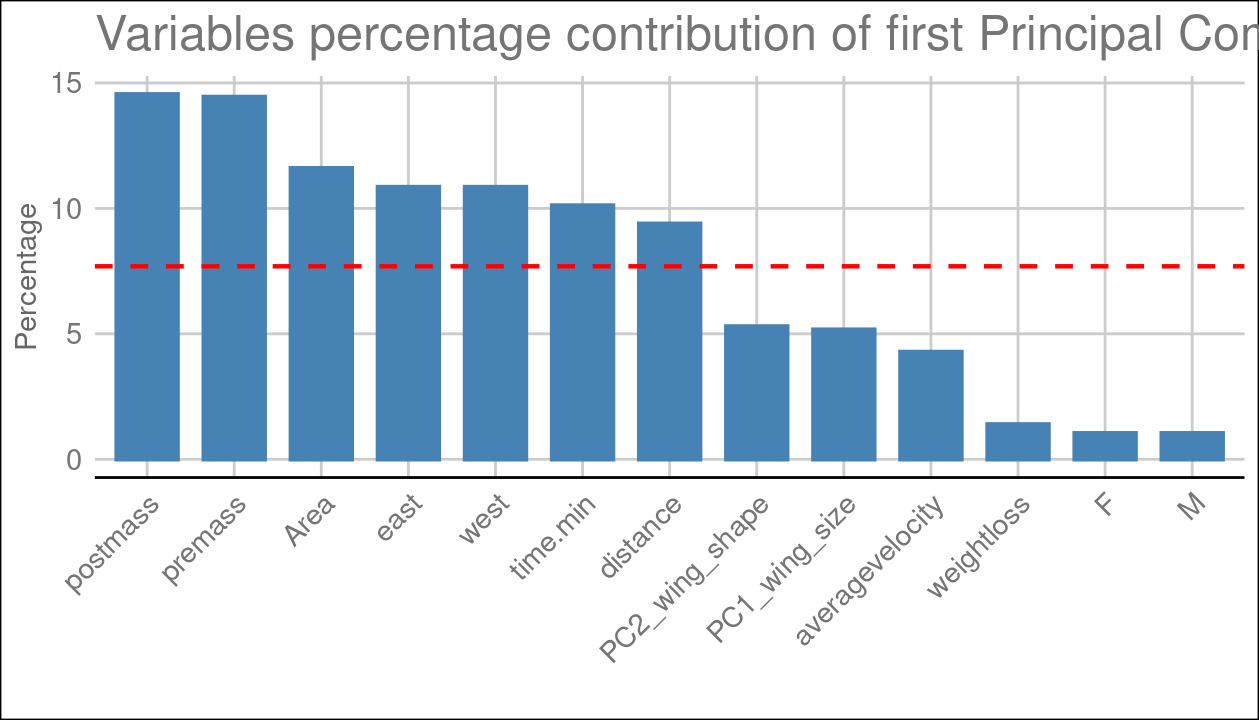 Variables percentage contribution of first Principal Con
Percentage
15
10
5
0
postmass
premass
Area
east
west
time.min
distance
PC2_wing_shape
PC1_wing_size
averagevelocity
weightloss
F
M